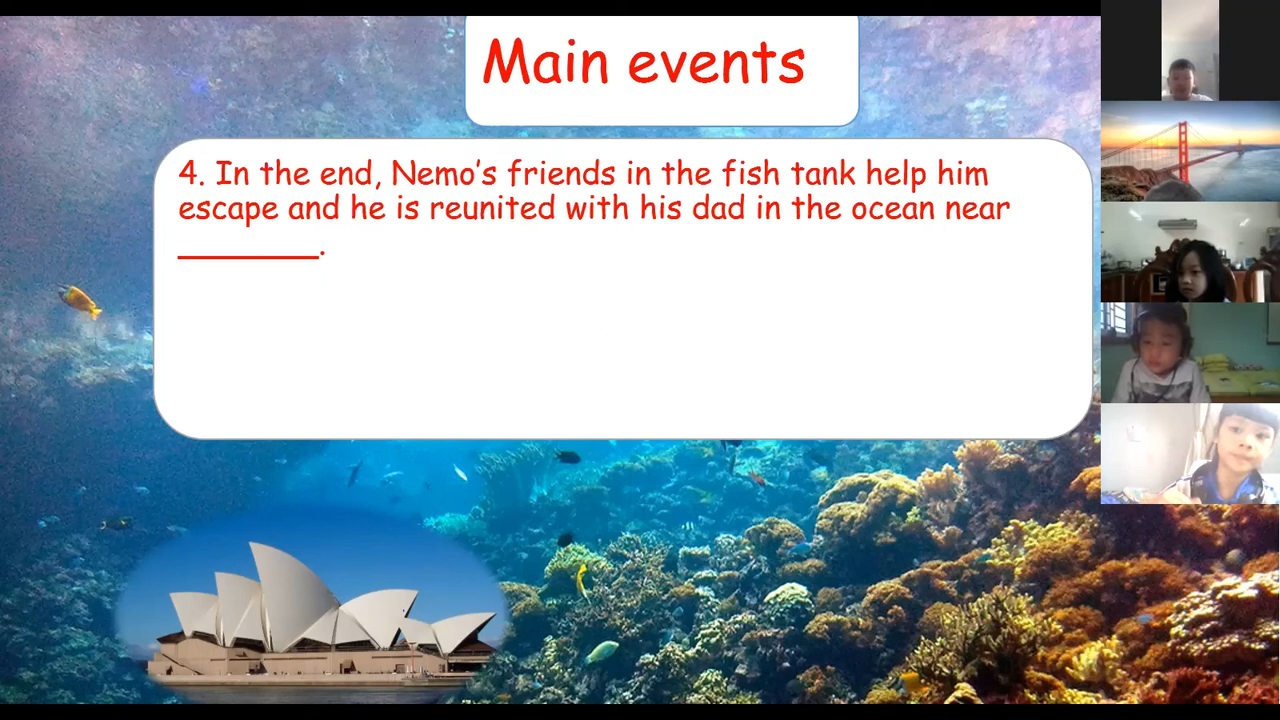 Main events
4. In the end, Nemo’s friends in the fish tank help him
escape and he is reunited with his dad in the ocean near
_________.